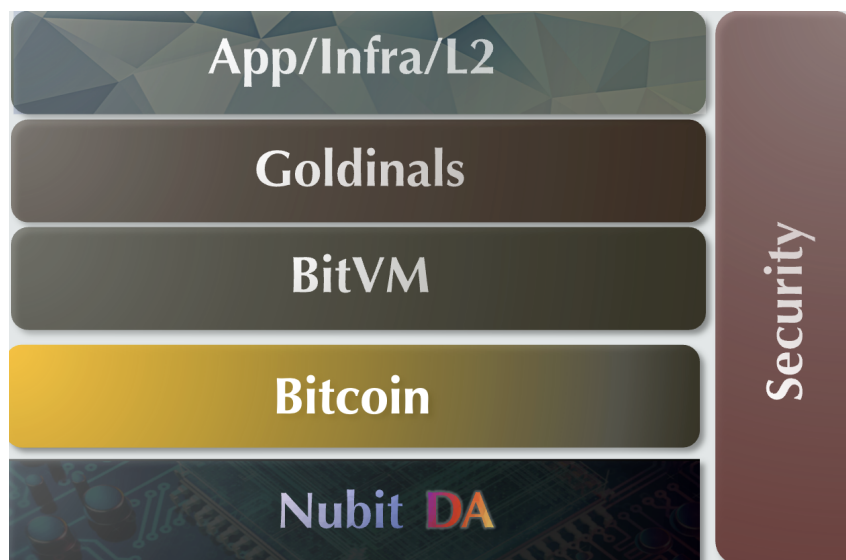 App/Infra/L2
Goldinals
BitVM
Bitcoin
Nubit DA
Security